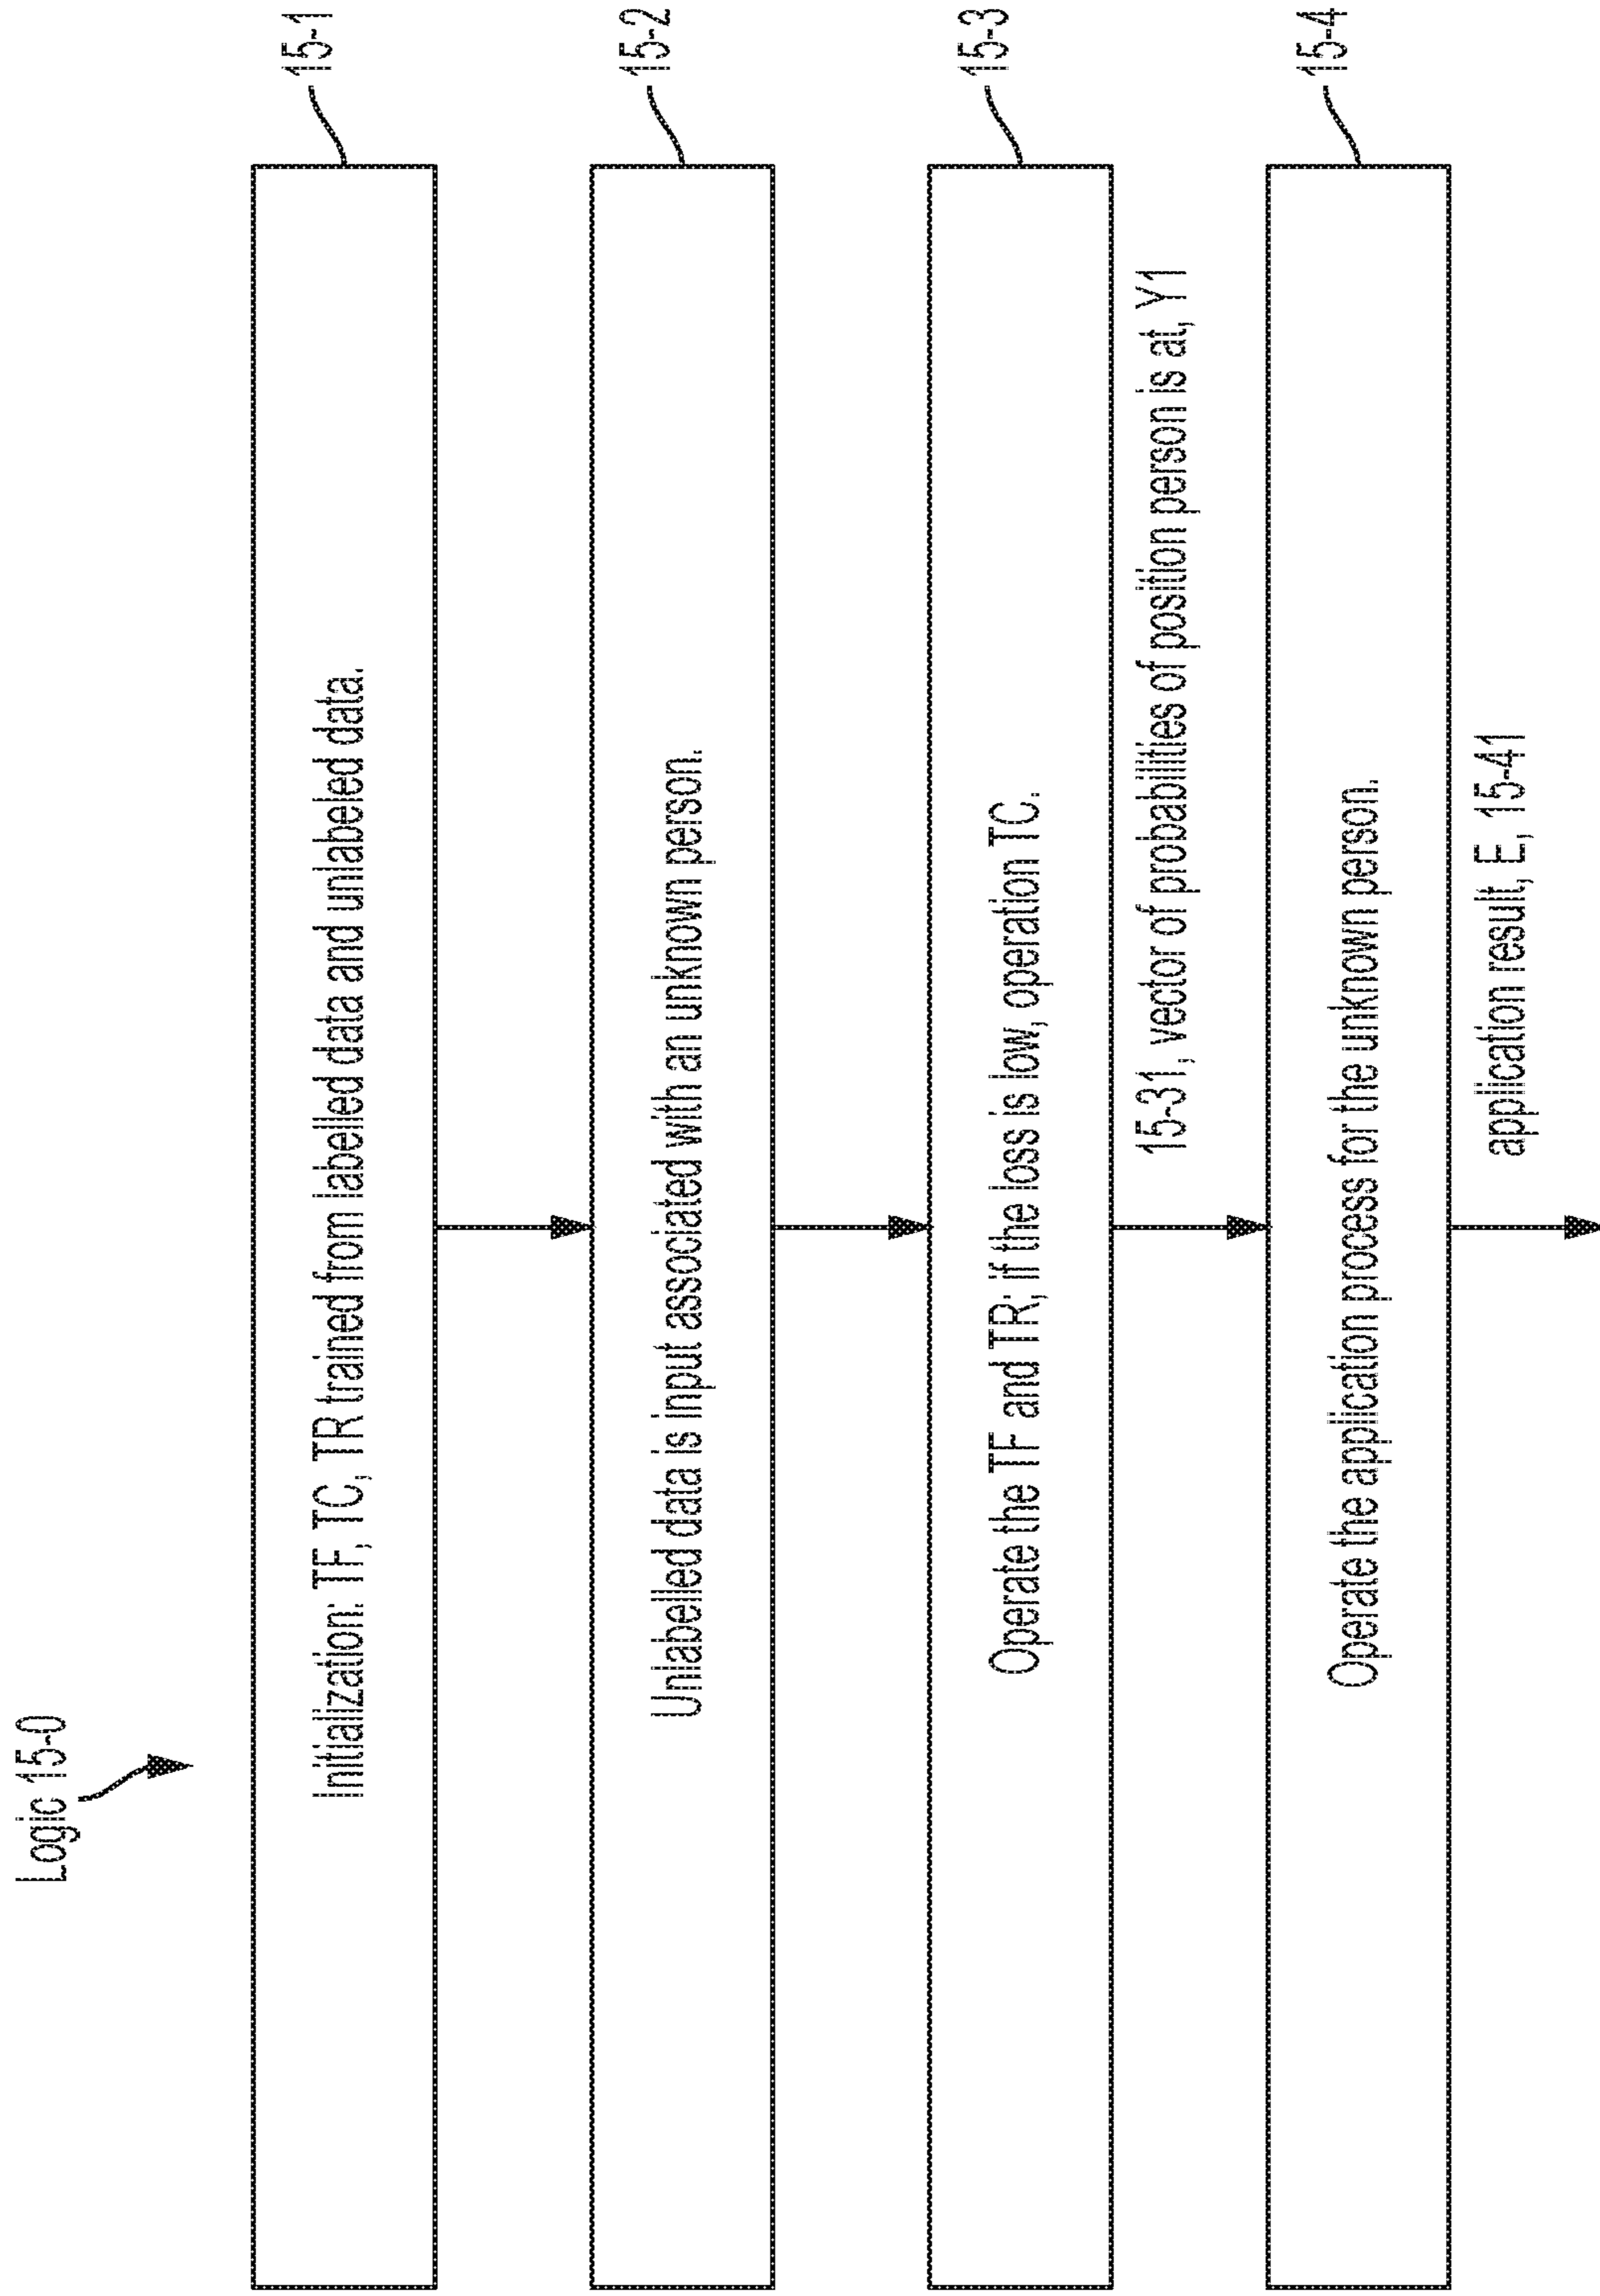 Logic 15-0
15-1
Initialization: TF, TC, TR trained from labelled data and unlabeled data.
15-2
Unlabelled data is input associated with an unknown person.
15-3
Operate the TF and TR; if the loss is low, operation TC.
15-31, vector of probabilities of position person is at, Y1
15-4
Operate the application process for the unknown person.
application result, E, 15-41